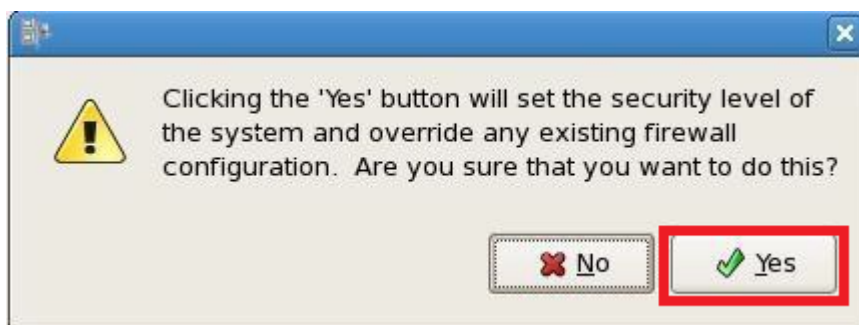 Clicking the 'Yes' button will set the security level of
the system and override any existing firewall
configuration.  Are you sure that you want to do this?
No
Yes